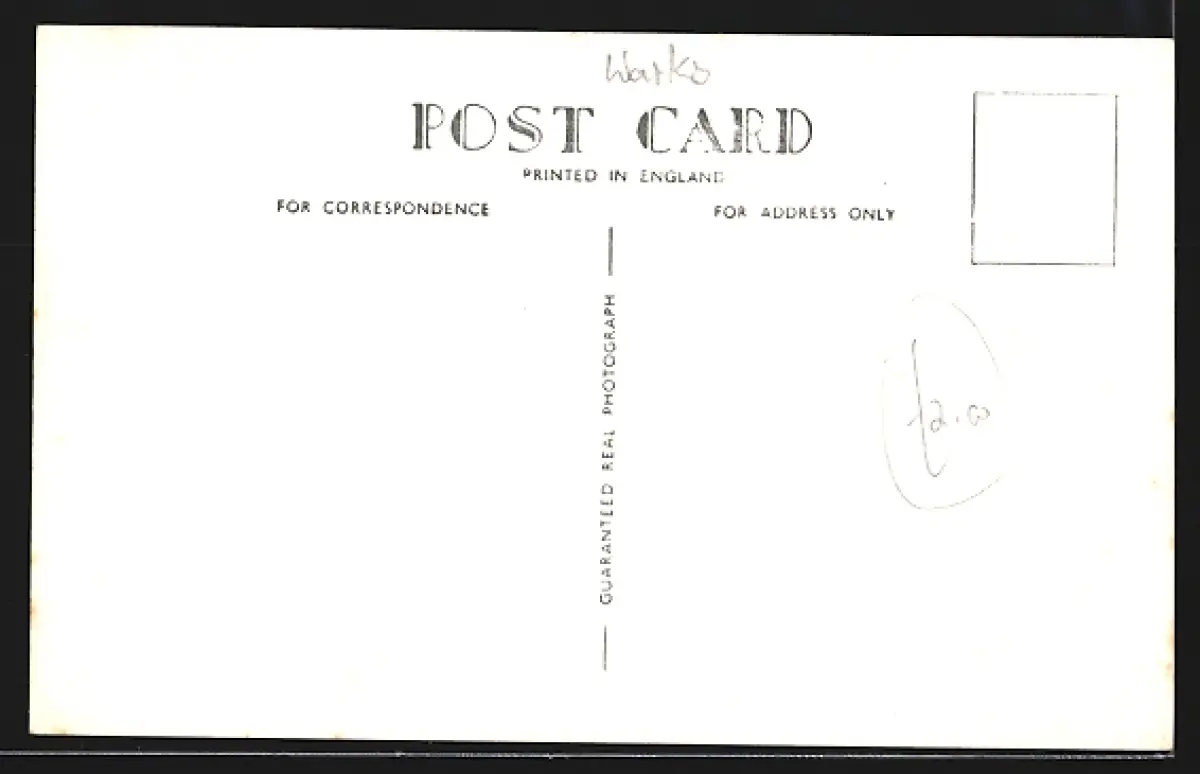 Warks
POST CARD
PRINTED IN ENGLAND
FOR CORRESPONDENCE
FOR ADDRESS ONLY
GUARANTEED REAL PHOTOGRAPH
£2.00